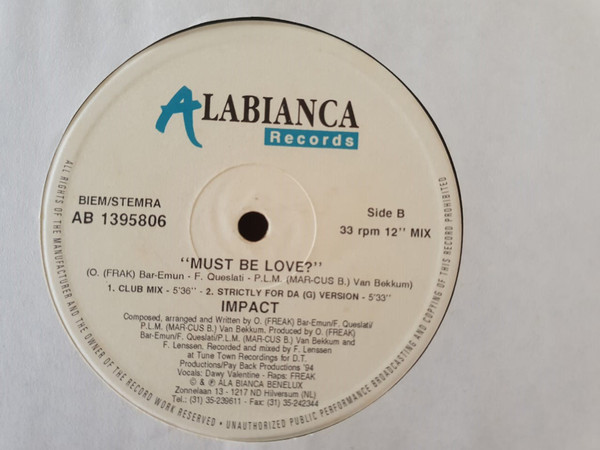 ALABIANCA
Records
BIEM/STEMRA
AB 1395806
Side B
33 rpm 12" MIX
"MUST BE LOVE?"
(O. (FRAK) Bar-Emun - F. Queslati - P.L.M. (MAR-CUS B.) Van Bekkum)
1. CLUB MIX - 5'36" - 2. STRICTLY FOR DA (G) VERSION - 5'33"
IMPACT
Composed, arranged and Written by O. (FREAK) Bar-Emun/F. Queslati/
P.L.M. (MAR-CUS B.) Van Bekkum, Produced by O. (FREAK)
Bar-Emun/F. Queslati/P.L.M. (MAR-CUS B.) Van Bekkum and
F. Lenssen, Recorded and mixed by F. Lenssen
at Tune Town Recordings for D.T.
Productions/Pay Back Productions '94
Vocals: Dawy Valentine - Raps: FREAK
© & ℗ ALA BIANCA BENELUX
Zonnelaan 13 - 1217 ND Hilversum (NL)
Tel.: (31) 35-239611 - Fax: (31) 35-242344
ALL RIGHTS OF THE MANUFACTURER AND THE OWNER OF THE RECORD WORK RESERVED • UNAUTHORIZED PUBLIC PERFORMANCE BROADCASTING AND COPYING OF THIS RECORD PROHIBITED